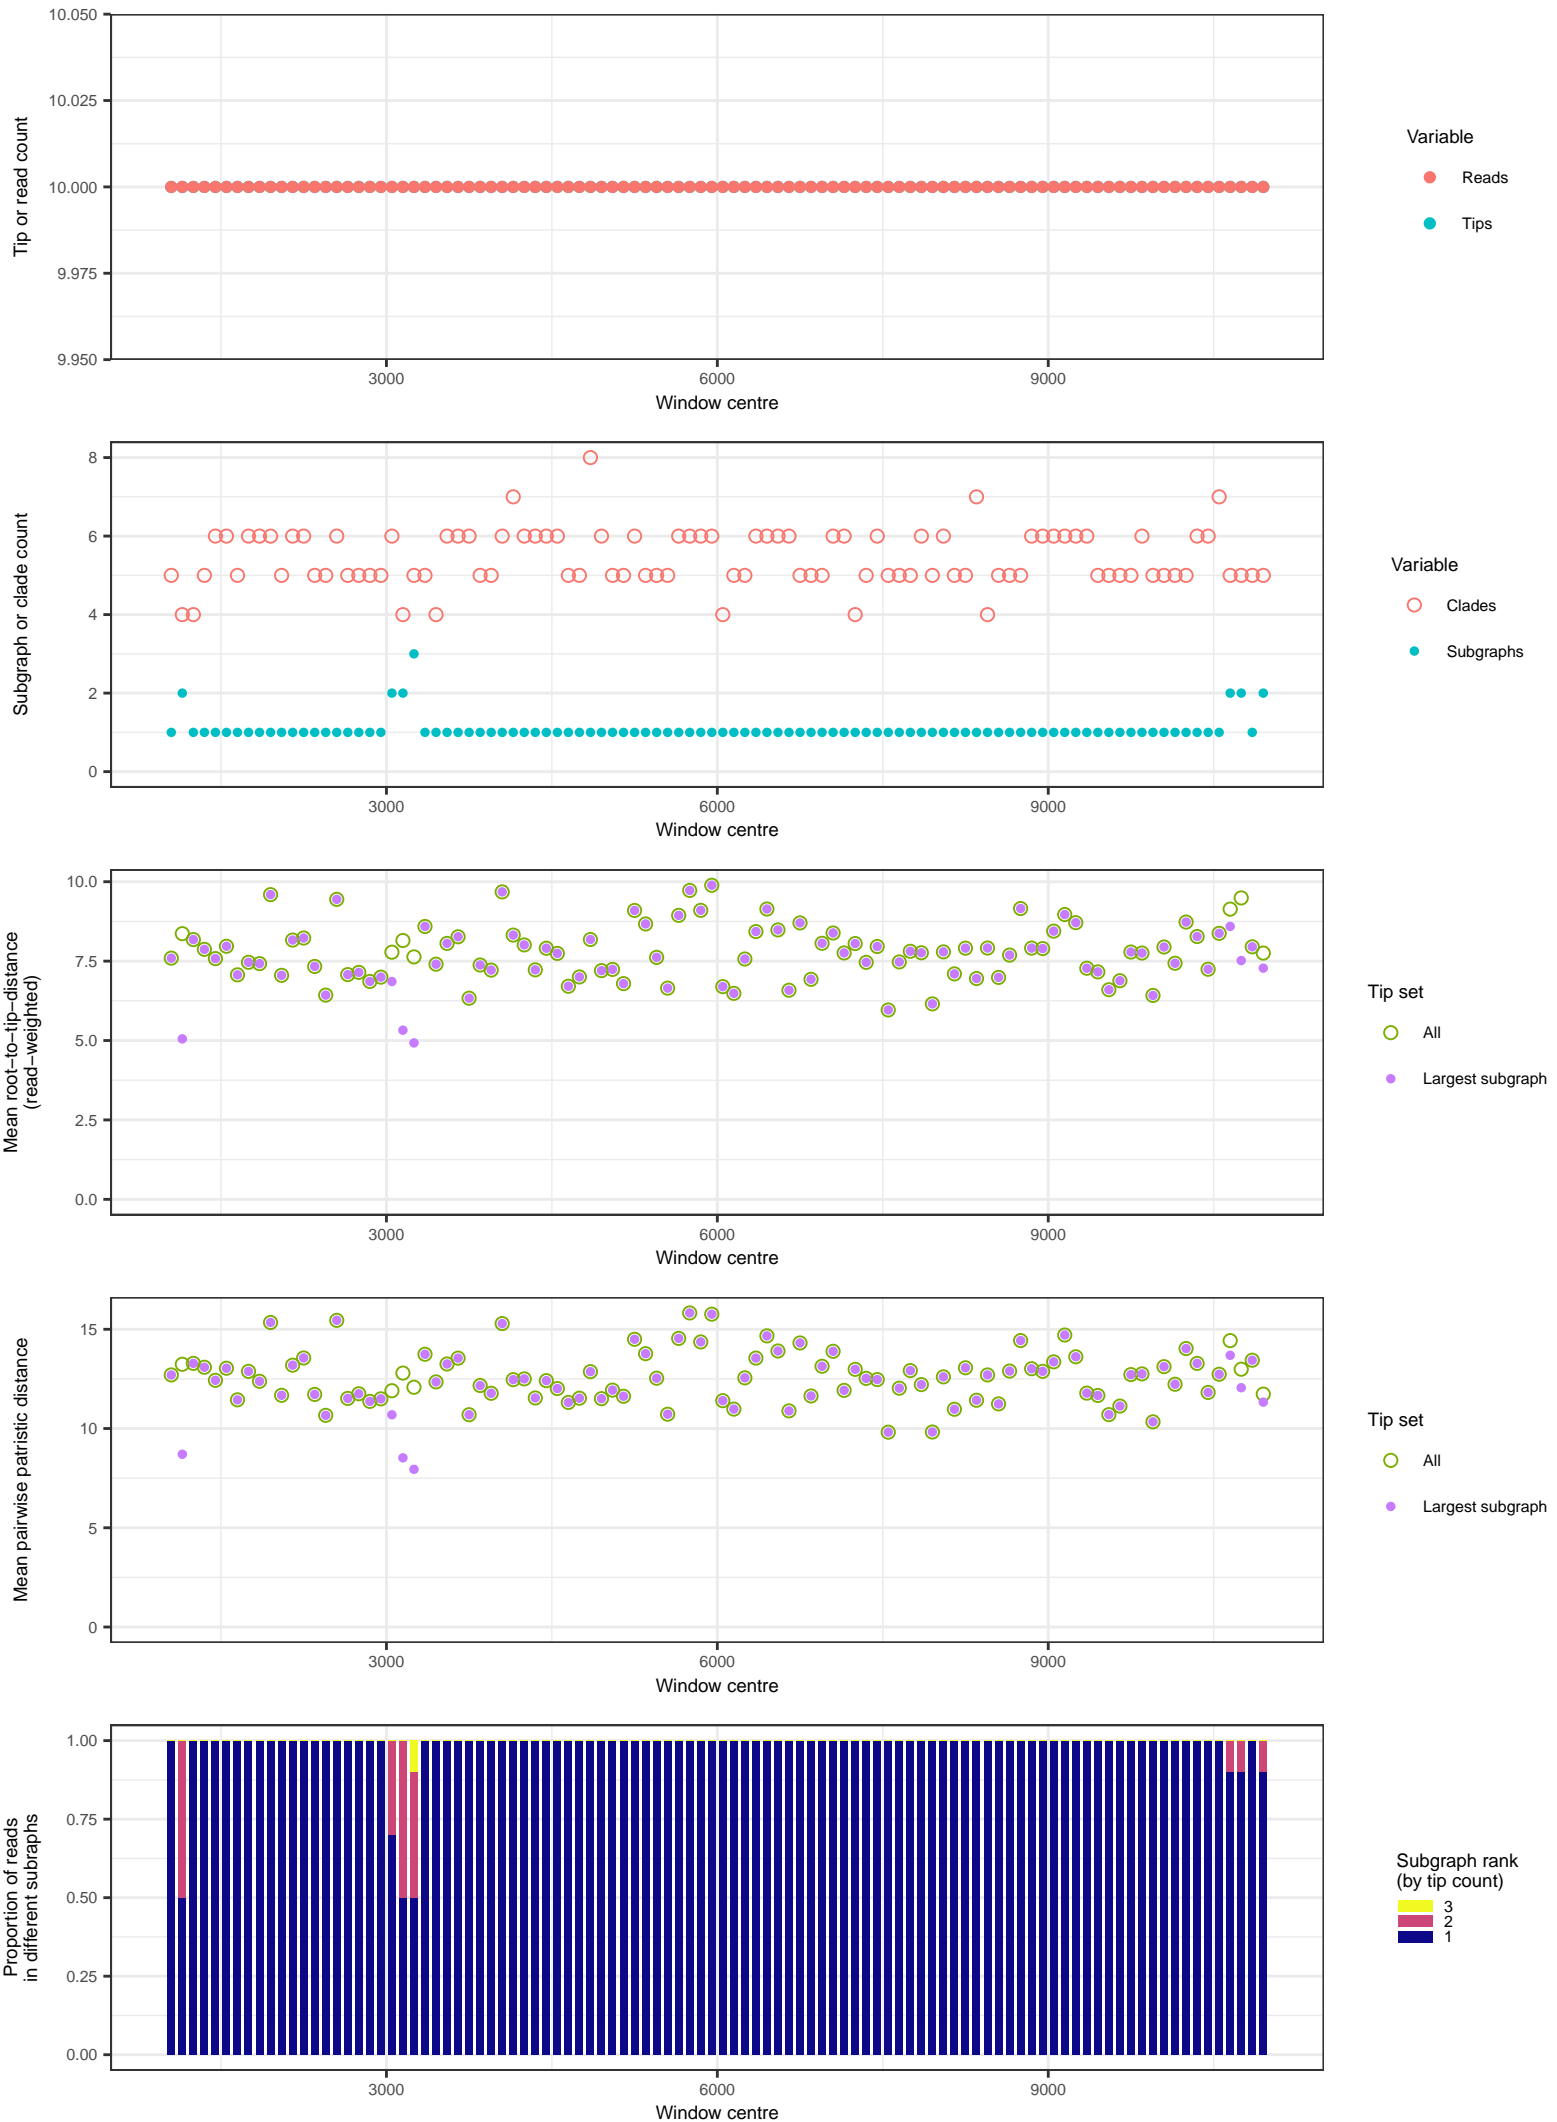 10.050
10.025
10.000
9.975
9.950
Tip or read count
3000 6000 9000
Window centre
Variable
Reads
Tips
8
6
4
2
0
Subgraph or clade count
3000 6000 9000
Window centre
Variable
Clades
Subgraphs
10.0
7.5
5.0
2.5
0.0
Mean root−to−tip−distance
(read−weighted)
3000 6000 9000
Window centre
Tip set
All
Largest subgraph
15
10
5
0
Mean pairwise patristic distance
3000 6000 9000
Window centre
Tip set
All
Largest subgraph
1.00
0.75
0.50
0.25
0.00
Proportion of reads
in different subraphs
3000 6000 9000
Window centre
Subgraph rank
(by tip count)
3
2
1